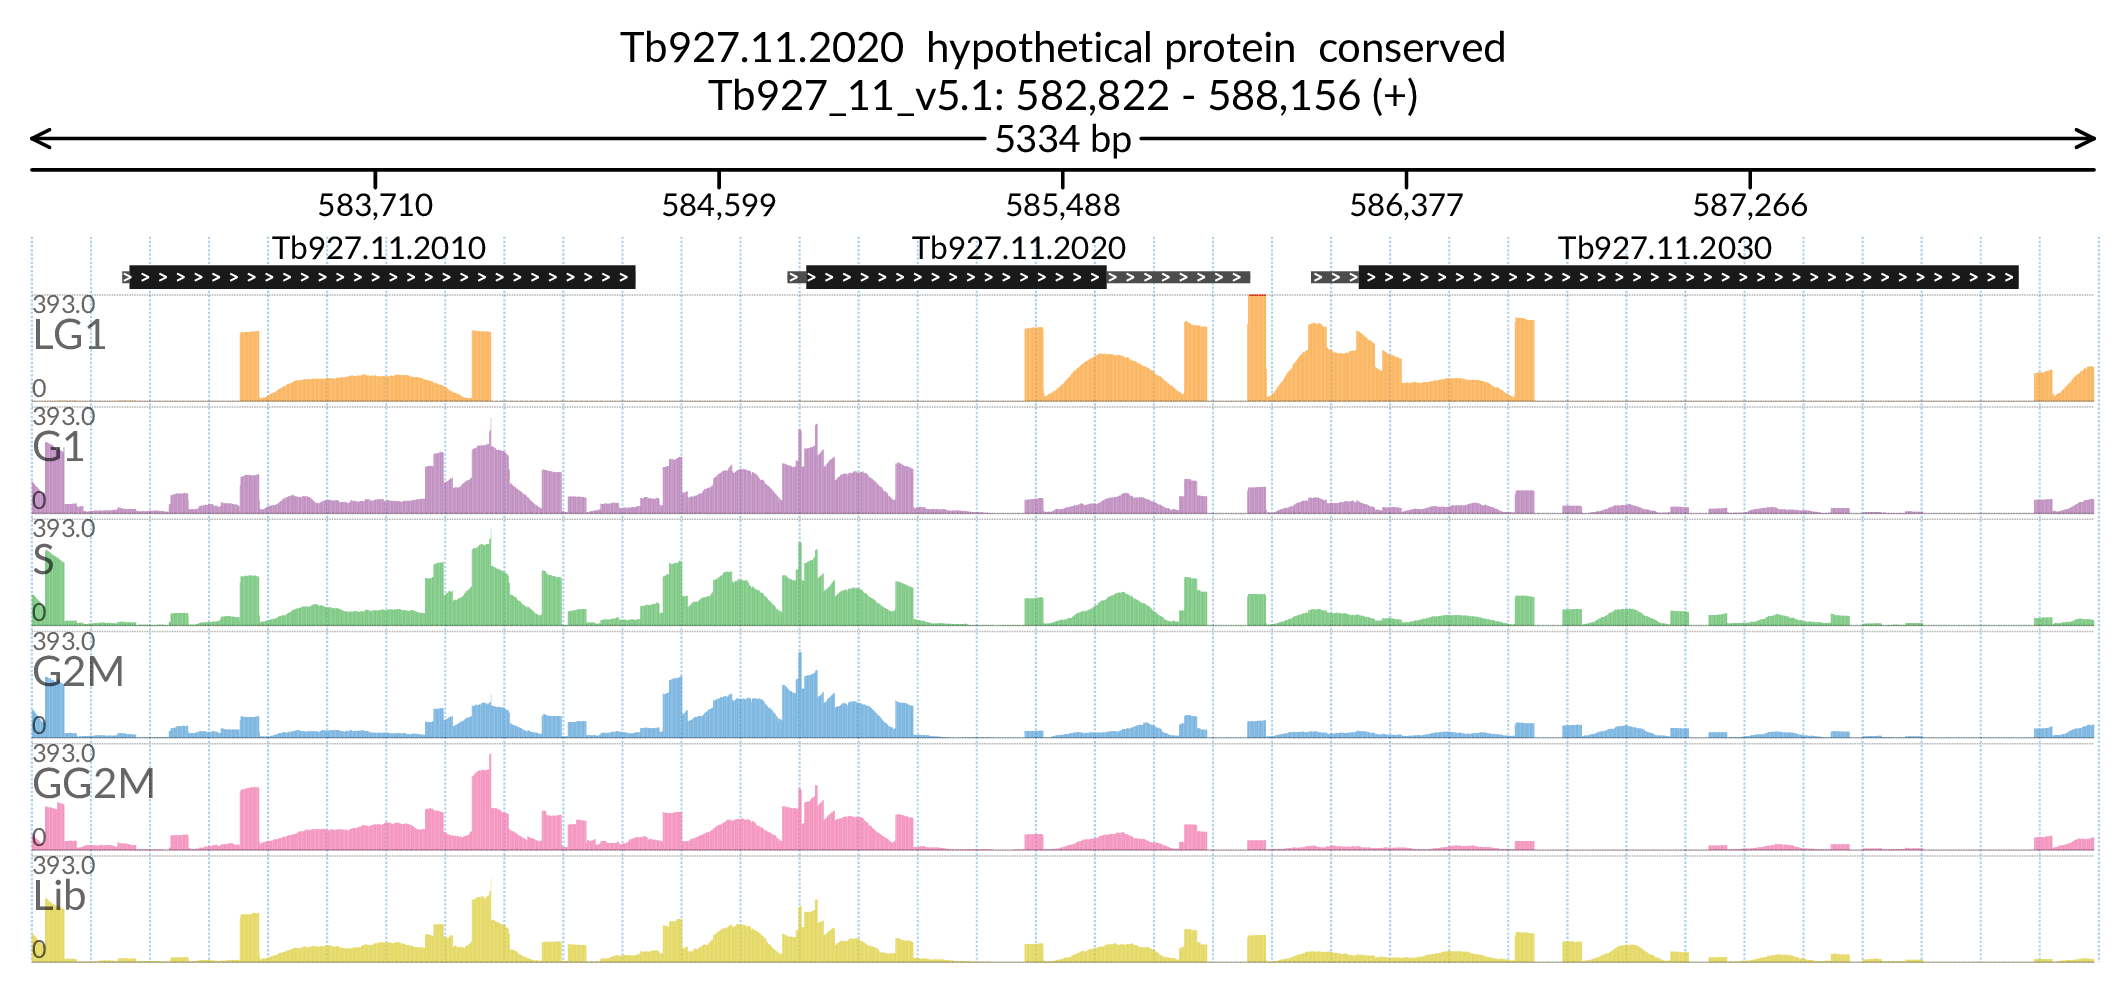 Tb927.11.2020 hypothetical protein conserved
Tb927_11_v5.1: 582,822 - 588,156 (+)
5334 bp
583,710 584,599 585,488 586,377 587,266
Tb927.11.2010 Tb927.11.2020 Tb927.11.2030
393.0
LG1
0
393.0
G1
0
393.0
S
0
393.0
G2M
0
393.0
GG2M
0
393.0
Lib
0